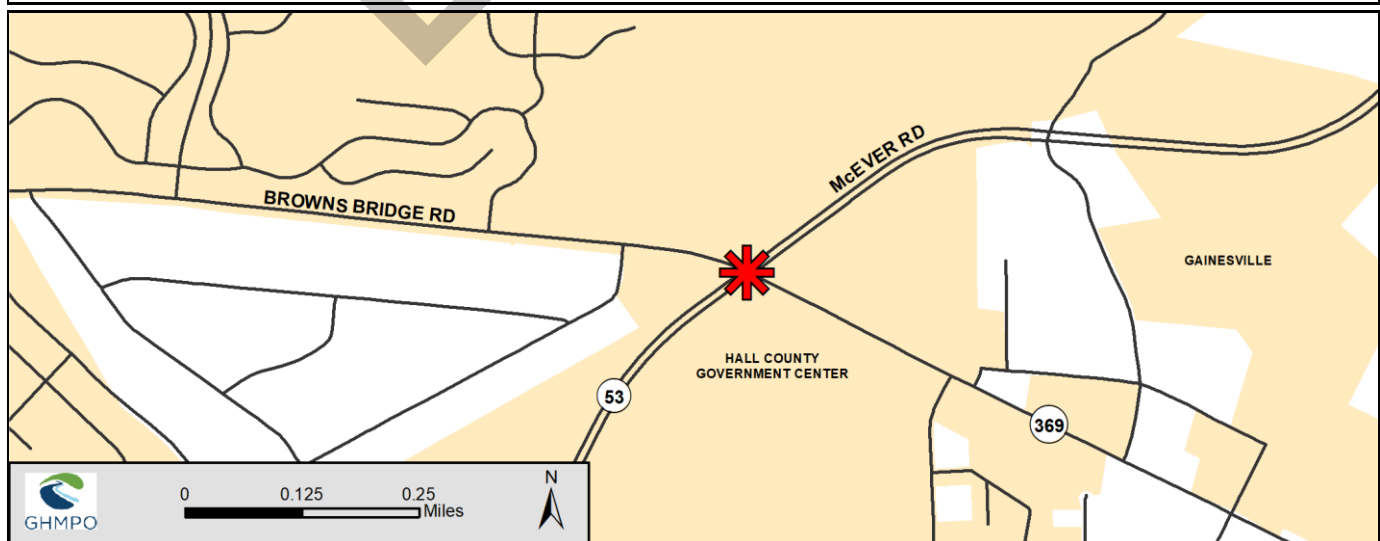 McEVER RD
BROWNS BRIDGE RD
GAINESVILLE
HALL COUNTY
GOVERNMENT CENTER
53
369
GHMPO
0 0.125 0.25
Miles
N